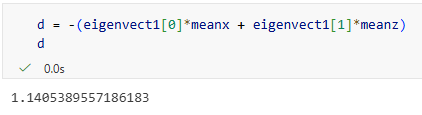 d = -(eigenvect1[0]*meanx + eigenvect1[1]*meanz)
d
0.0s
1.1405389557186183